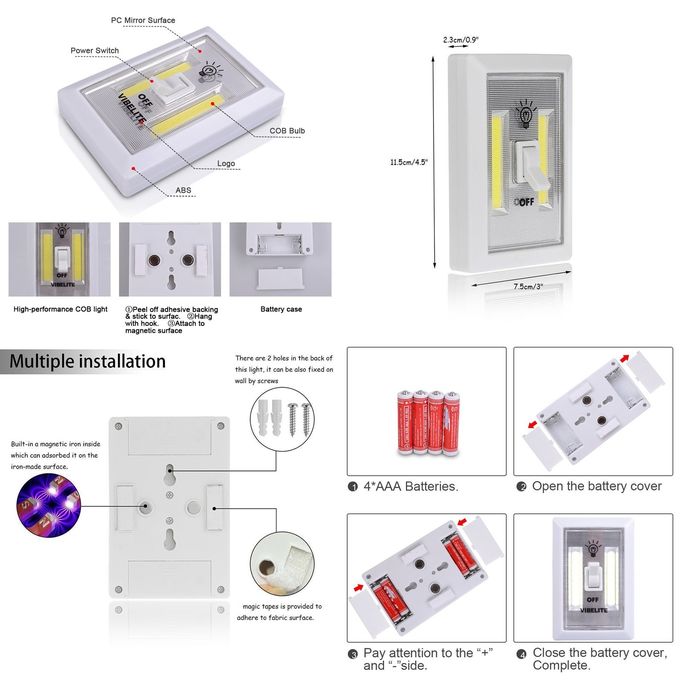 PC Mirror Surface
Power Switch
OFF
VIBELITE
COB Bulb
Logo
ABS
2.3cm/0.9"
11.5cm/4.5"
OFF
7.5cm/3"
OFF
VIBELITE
High-performance COB light
①Peel off adhesive backing
& stick to surfac. ②Hang
with hook. ③Attach to
magnetic surface
Battery case
Multiple installation
There are 2 holes in the back of
this light, it can be also fixed on
wall by screws
Built-in a magnetic iron inside
which can adsorbed it on the
iron-made surface.
magic tapes is provided to
adhere to fabric surface.
1 4*AAA Batteries.
2 Open the battery cover
3 Pay attention to the “+”
and “-”side.
OFF
VIBELITE
4 Close the battery cover,
Complete.